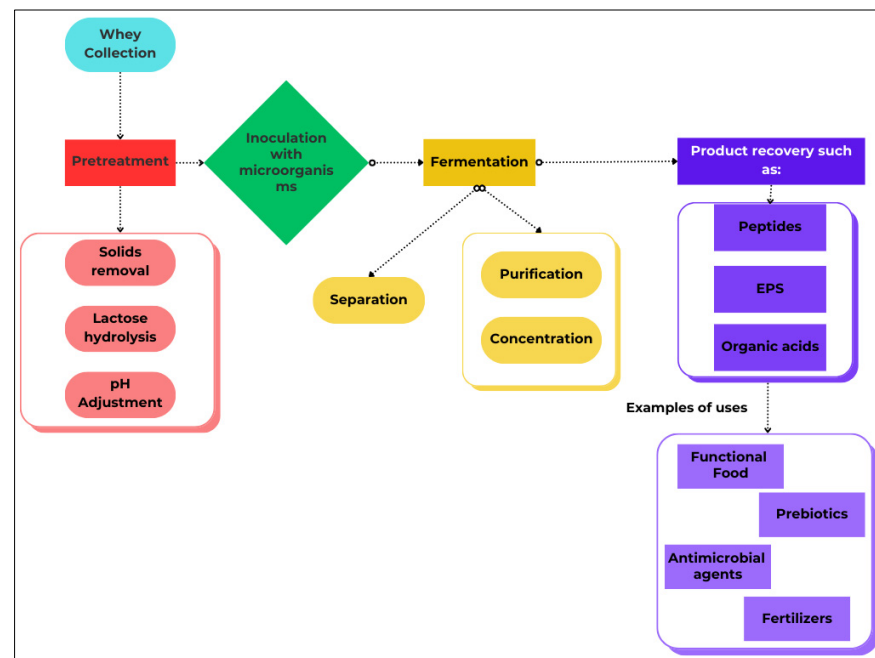 Whey
Collection
Pretreatment
Inoculation
with
microorganis
ms
Fermentation
Product recovery such
as:
Solids
removal
Lactose
hydrolysis
pH
Adjustment
Separation
Purification
Concentration
Peptides
EPS
Organic acids
Examples of uses
Functional
Food
Prebiotics
Antimicrobial
agents
Fertilizers